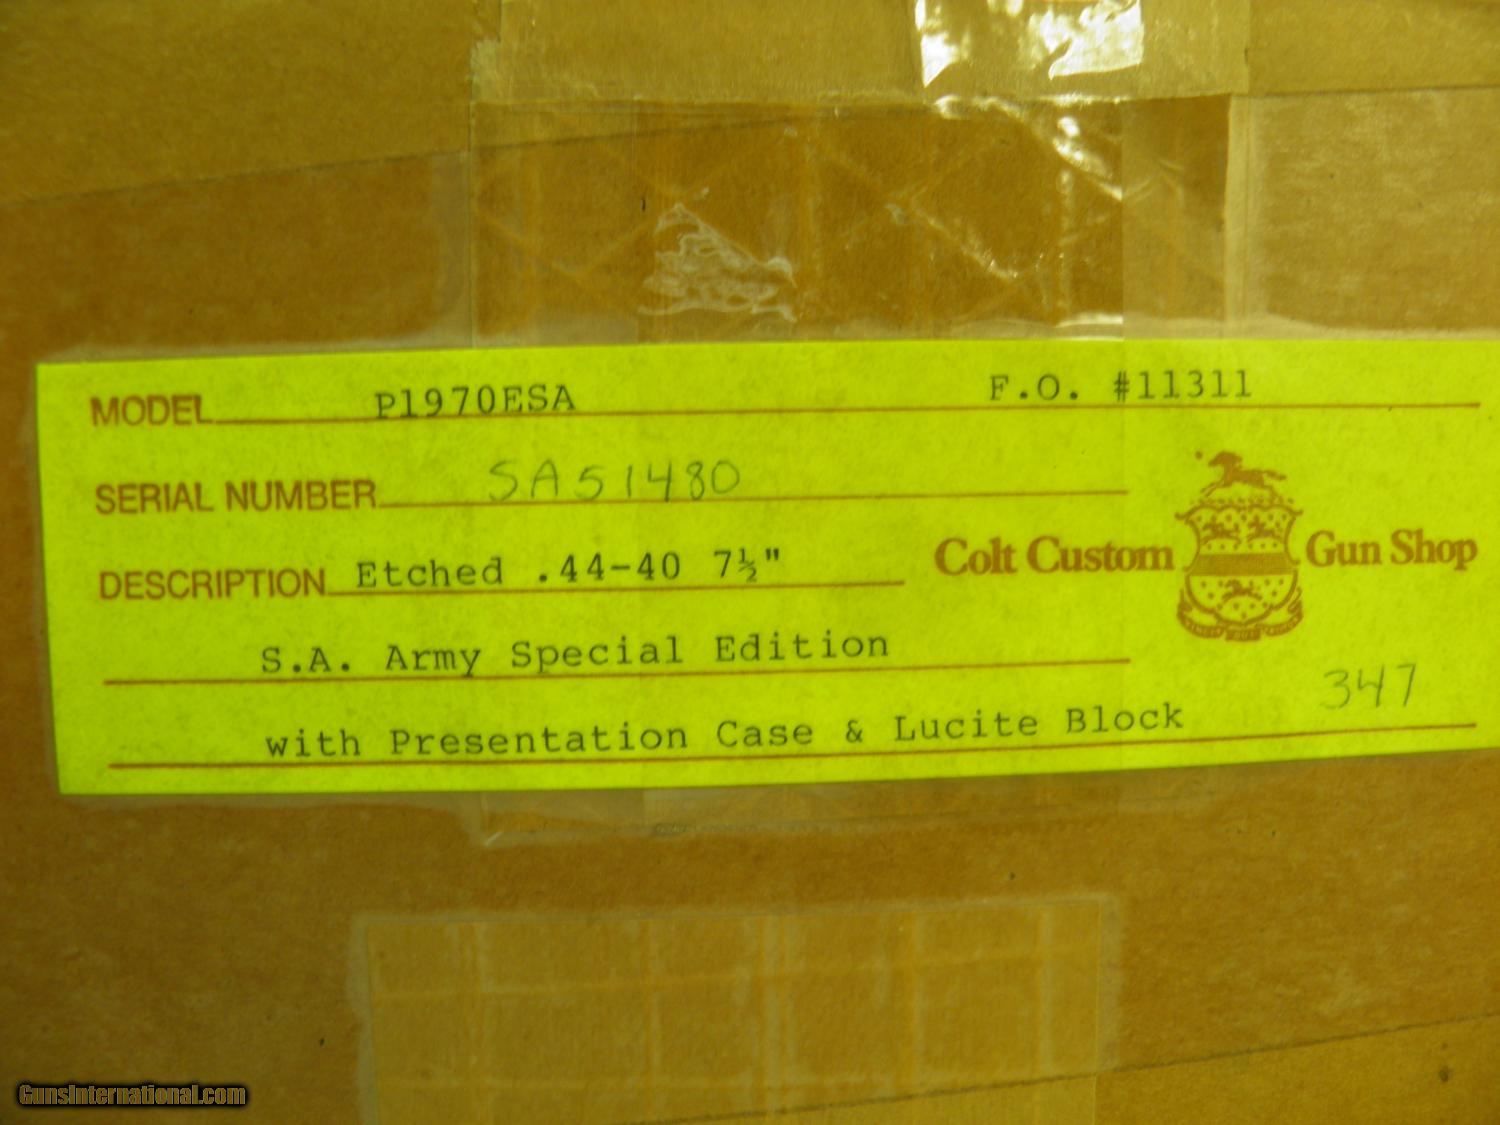 MODEL P1970ESA F.O. #11311
SERIAL NUMBER SA51480
DESCRIPTION Etched .44-40 7½"
Colt Custom Gun Shop
S.A. Army Special Edition
347
with Presentation Case & Lucite Block
GunsInternational.com